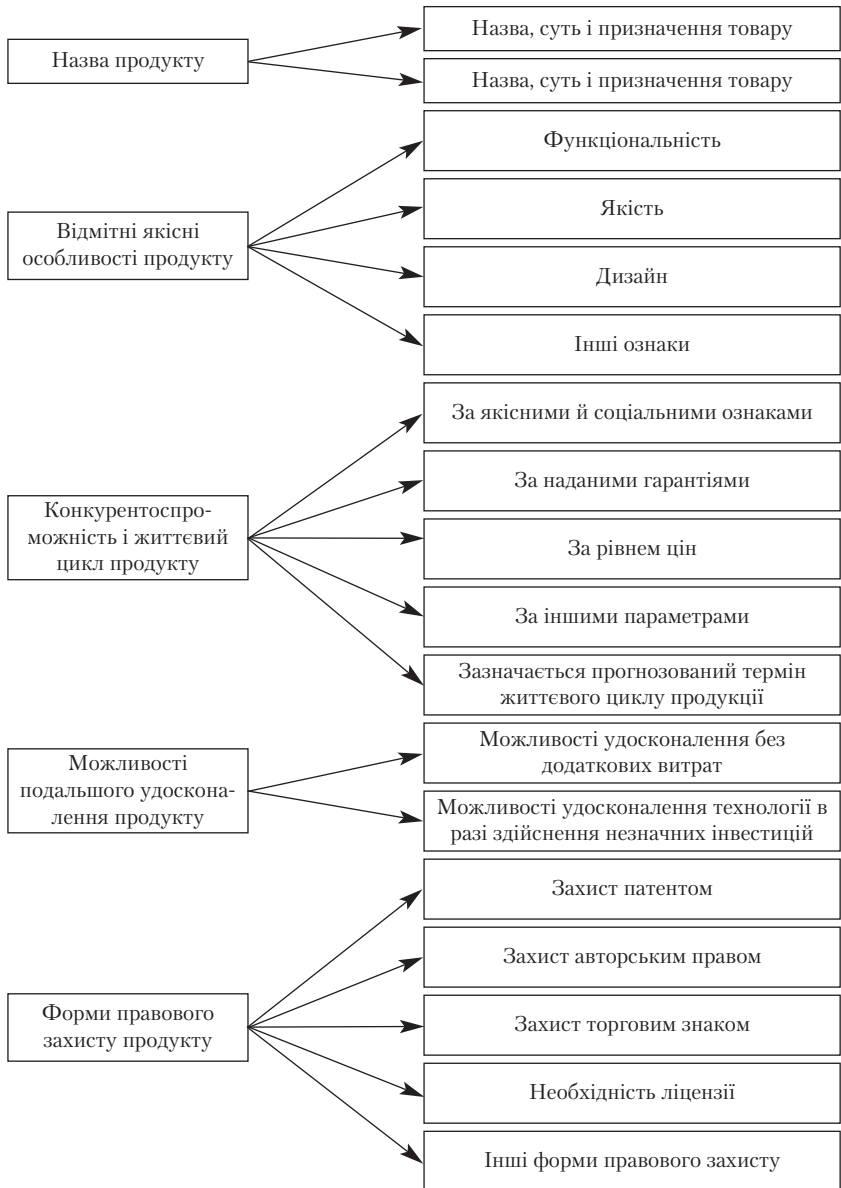 Назва продукту
Назва, суть і призначення товару
Назва, суть і призначення товару
Відмітні якісні
особливості продукту
Функціональність
Якість
Дизайн
Інші ознаки
Конкурентоспро-
можність і життєвий
цикл продукту
За якісними й соціальними ознаками
За наданими гарантіями
За рівнем цін
За іншими параметрами
Зазначається прогнозований термін
життєвого циклу продукції
Можливості
подальшого удоскона-
лення продукту
Можливості удосконалення без
додаткових витрат
Можливості удосконалення технології в
разі здійснення незначних інвестицій
Форми правового
захисту продукту
Захист патентом
Захист авторським правом
Захист торговим знаком
Необхідність ліцензії
Інші форми правового захисту